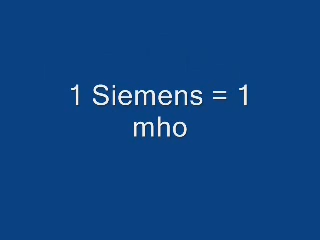 1 Siemens = 1
mho